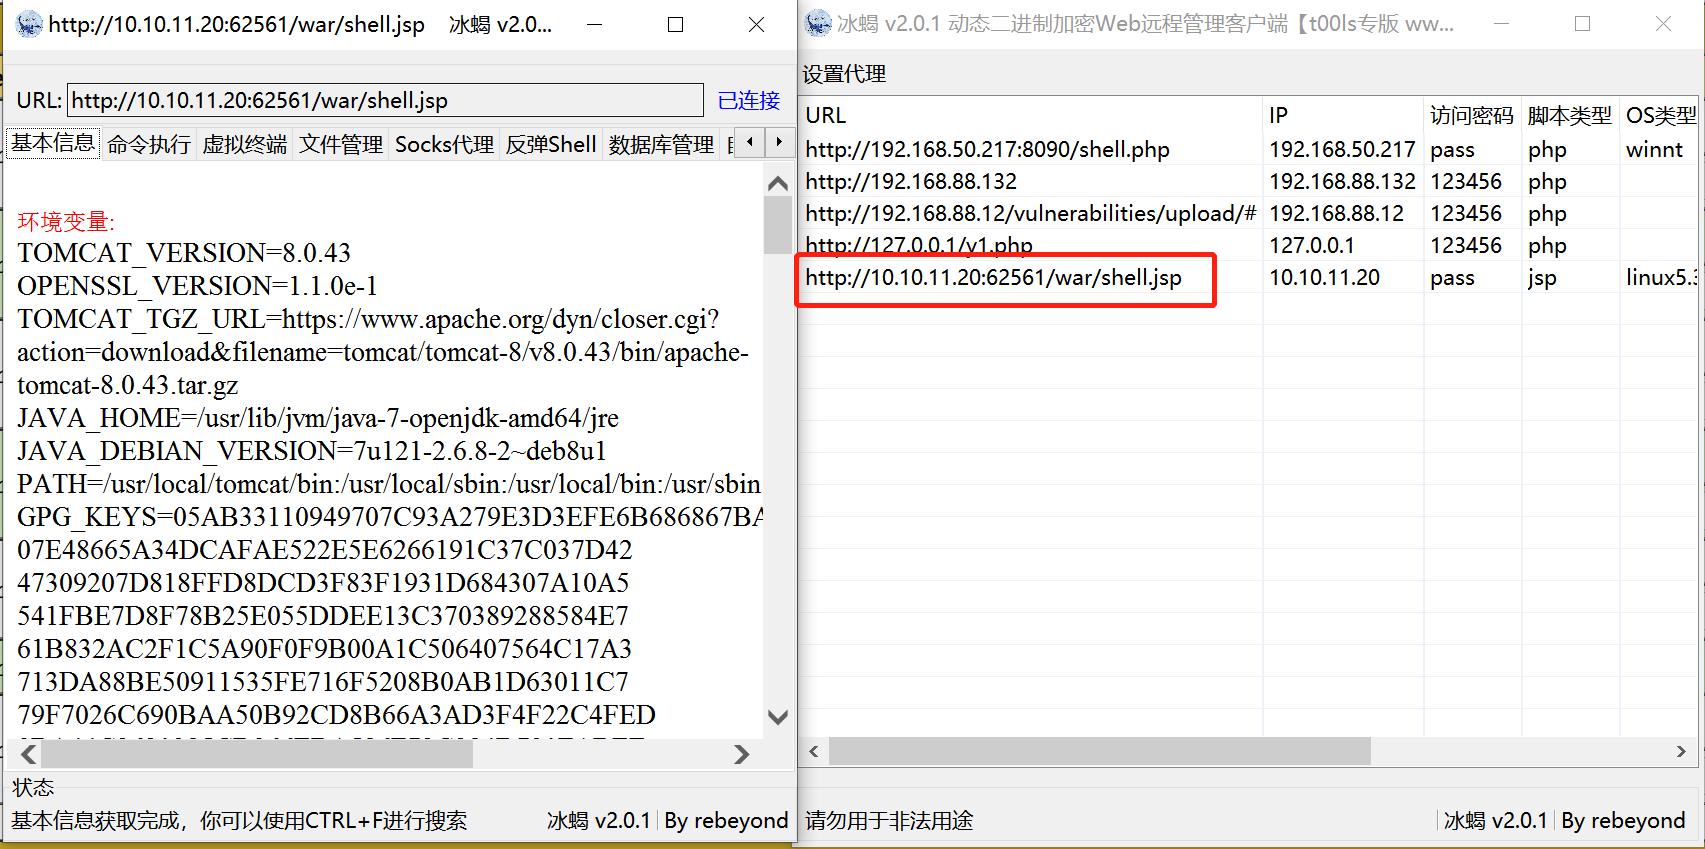 http://10.10.11.20:62561/war/shell.jsp 冰蝎 v2.0...
URL: http://10.10.11.20:62561/war/shell.jsp 已连接
基本信息 命令执行 虚拟终端 文件管理 Socks代理 反弹Shell 数据库管理
环境变量:
TOMCAT_VERSION=8.0.43
OPENSSL_VERSION=1.1.0e-1
TOMCAT_TGZ_URL=https://www.apache.org/dyn/closer.cgi?
action=download&filename=tomcat/tomcat-8/v8.0.43/bin/apache-
tomcat-8.0.43.tar.gz
JAVA_HOME=/usr/lib/jvm/java-7-openjdk-amd64/jre
JAVA_DEBIAN_VERSION=7u121-2.6.8-2~deb8u1
PATH=/usr/local/tomcat/bin:/usr/local/sbin:/usr/local/bin:/usr/sbin
GPG_KEYS=05AB33110949707C93A279E3D3EFE6B686867BA
07E48665A34DCAFAE522E5E6266191C37C037D42
47309207D818FFD8DCD3F83F1931D684307A10A5
541FBE7D8F78B25E055DDEE13C370389288584E7
61B832AC2F1C5A90F0F9B00A1C506407564C17A3
713DA88BE50911535FE716F5208B0AB1D63011C7
79F7026C690BAA50B92CD8B66A3AD3F4F22C4FED
状态
基本信息获取完成，你可以使用CTRL+F进行搜索 冰蝎 v2.0.1 By rebeyond
冰蝎 v2.0.1 动态二进制加密Web远程管理客户端【t00ls专版 ww...
设置代理
URL IP 访问密码 脚本类型 OS类型
http://192.168.50.217:8090/shell.php 192.168.50.217 pass php winnt
http://192.168.88.132 192.168.88.132 123456 php
http://192.168.88.12/vulnerabilities/upload/# 192.168.88.12 123456 php
http://127.0.0.1/y1.php 127.0.0.1 123456 php
http://10.10.11.20:62561/war/shell.jsp 10.10.11.20 pass jsp linux5.3
请勿用于非法用途 冰蝎 v2.0.1 By rebeyond